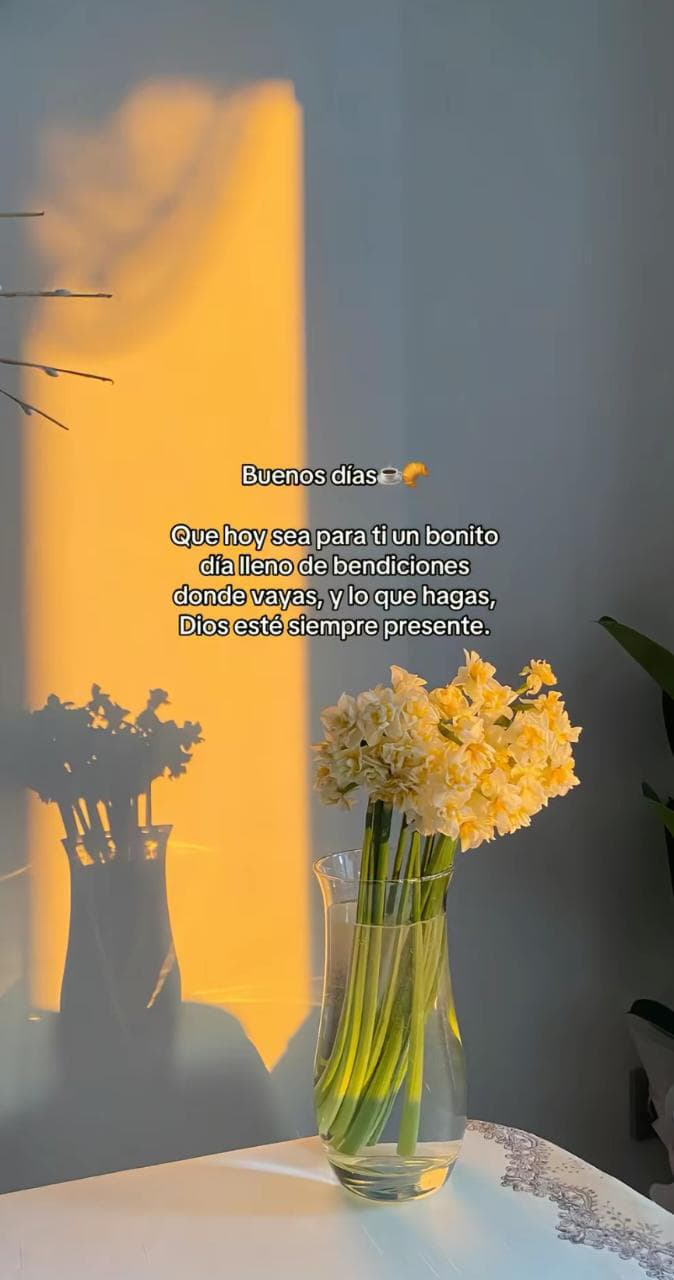 Buenos días☕🥐
Que hoy sea para ti un bonito
día lleno de bendiciones
donde vayas, y lo que hagas,
Dios esté siempre presente.